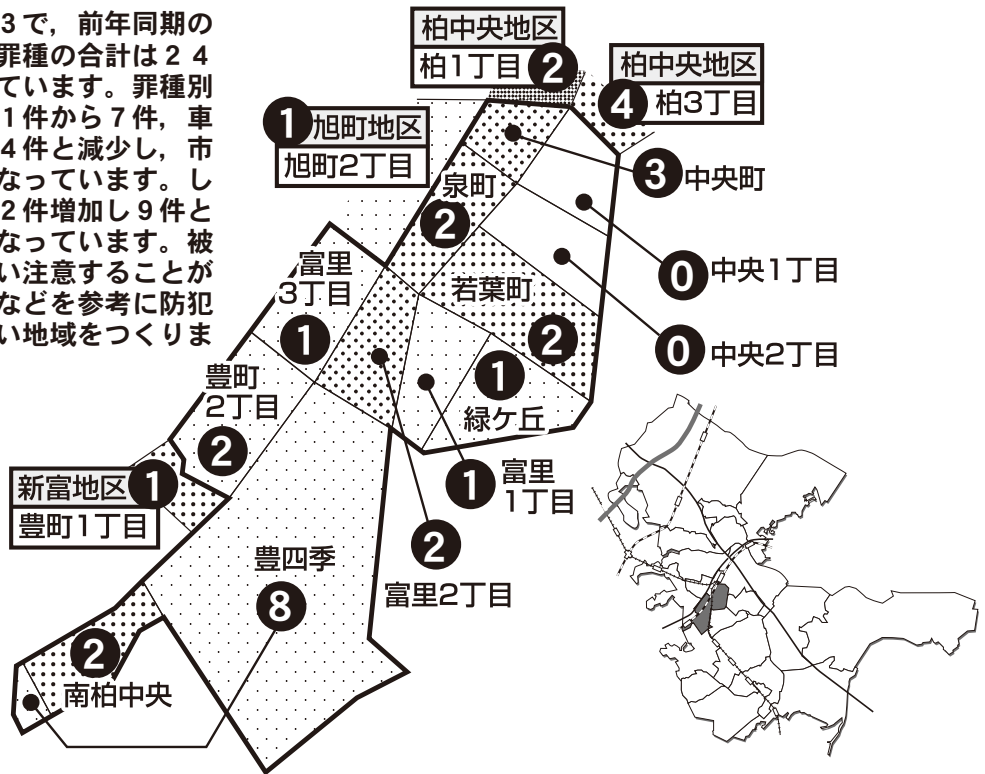 ３で，前年同期の
罪種の合計は２４
ています。罪種別
１件から７件，車
４件と減少し，市
なっています。し
２件増加し９件と
なっています。被
い注意することが
などを参考に防犯
い地域をつくりま
柏中央地区
柏1丁目 2
柏中央地区
4 柏3丁目
1 旭町地区
旭町2丁目
3 中央町
泉町
2
0 中央1丁目
富里
3丁目
1
若葉町
2
0 中央2丁目
豊町
2丁目
2
1
緑ケ丘
新富地区 1
豊町1丁目
1 富里
1丁目
2
富里2丁目
豊四季
8
2
南柏中央